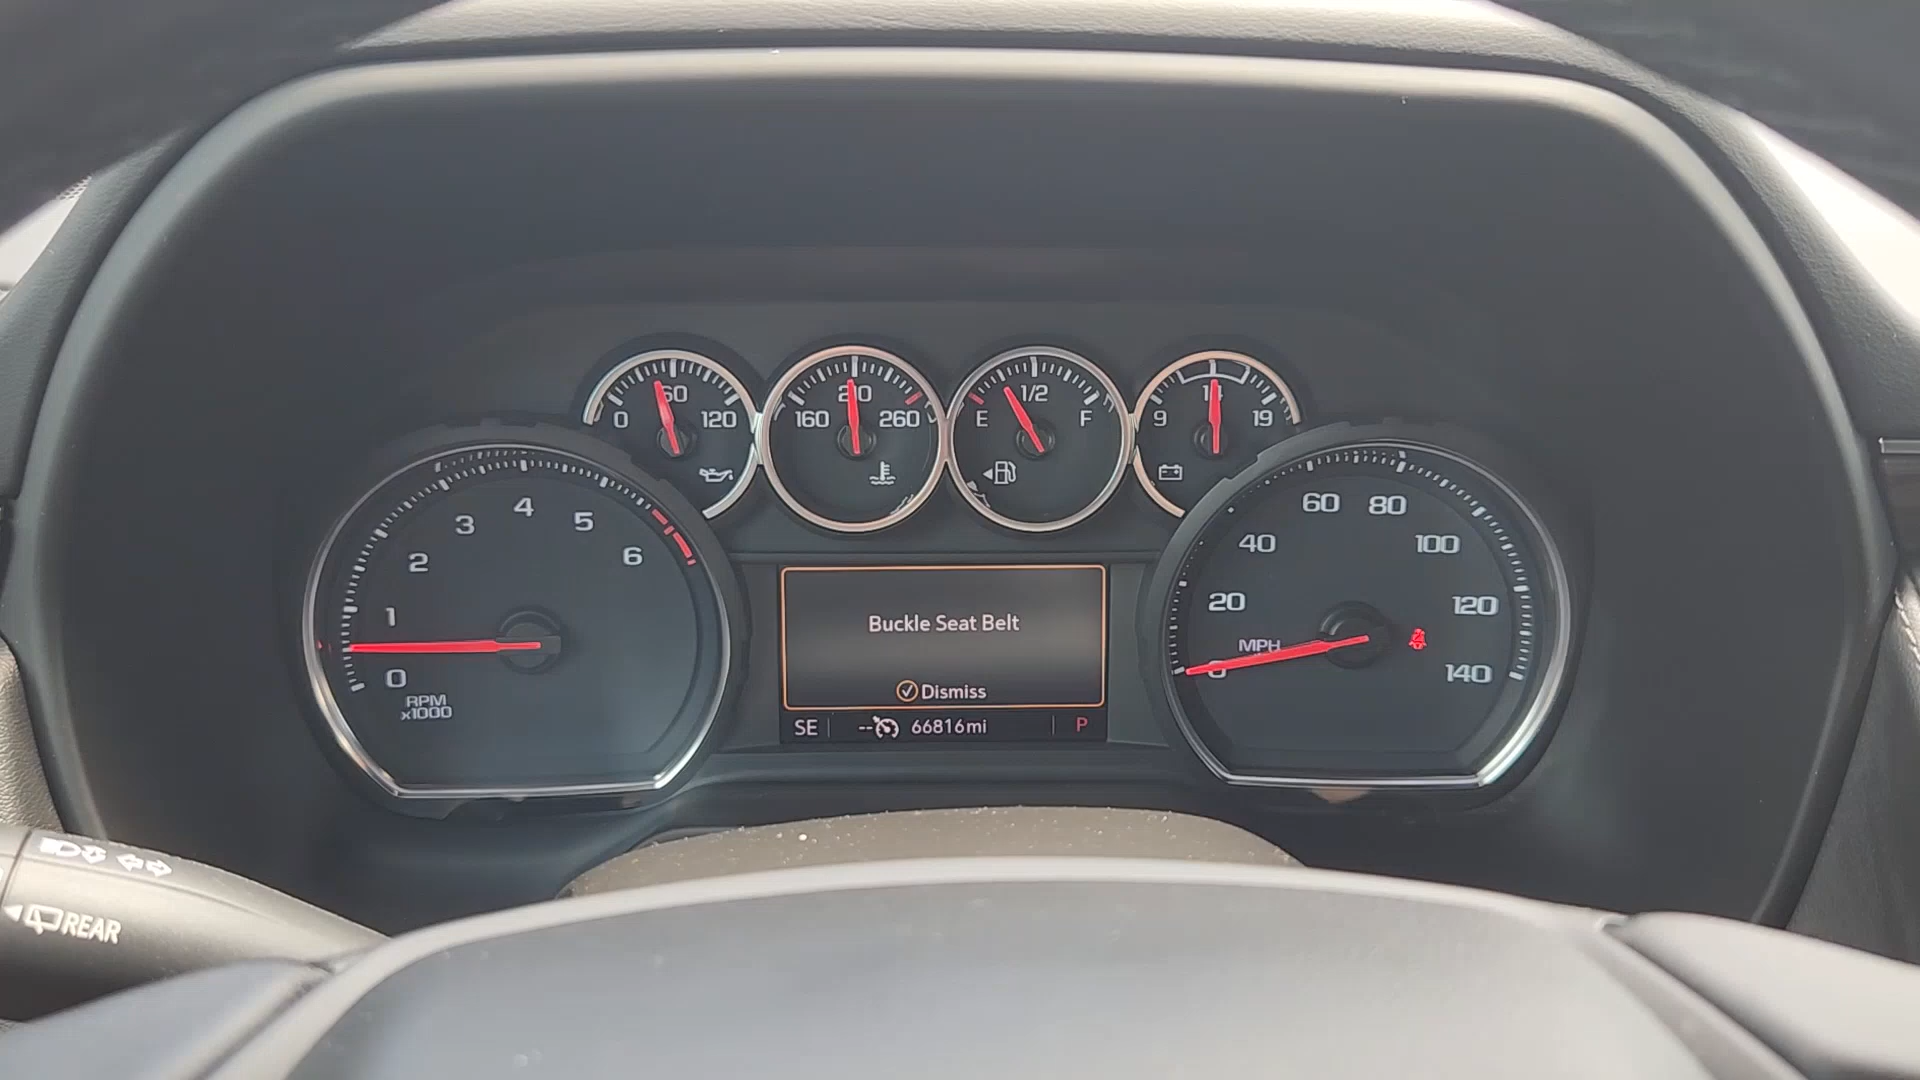 0 60 120
160 210 260
E 1/2 F
9 14 19
0 1 2 3 4 5 6
RPM
x1000
0 20 40 60 80 100 120 140
MPH
Buckle Seat Belt
Dismiss
SE -- 66816mi P
REAR